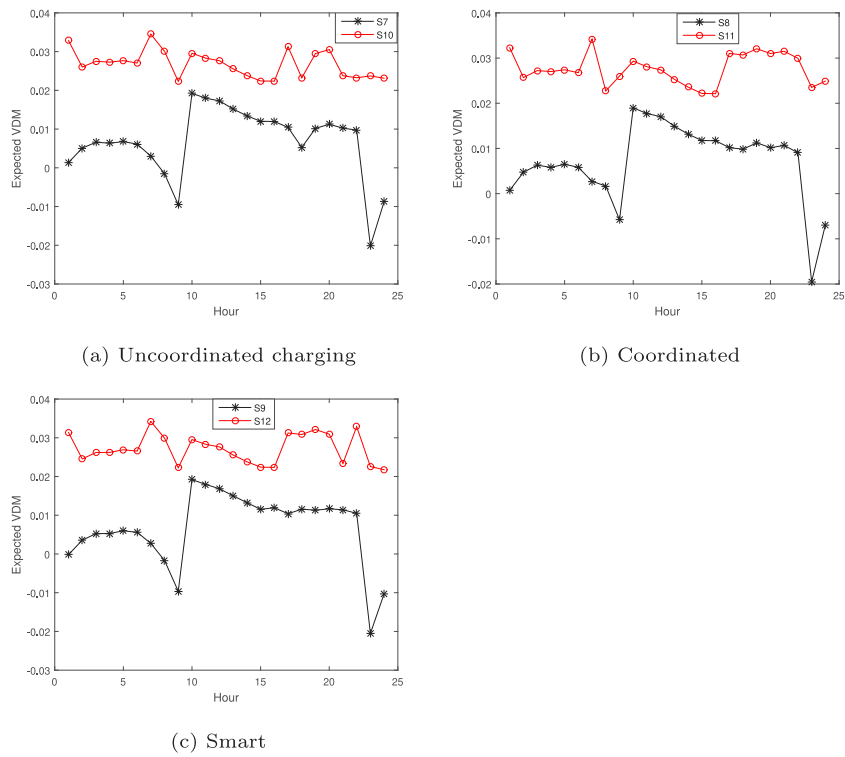 0.04
0.03
0.02
0.01
0
-0.01
-0.02
-0.03
Expected VDM
0 5 10 15 20 25
Hour
S7
S10
(a) Uncoordinated charging
0.04
0.03
0.02
0.01
0
-0.01
-0.02
Expected VDM
0 5 10 15 20 25
Hour
S8
S11
(b) Coordinated
0.04
0.03
0.02
0.01
0
-0.01
-0.02
-0.03
Expected VDM
0 5 10 15 20 25
Hour
S9
S12
(c) Smart